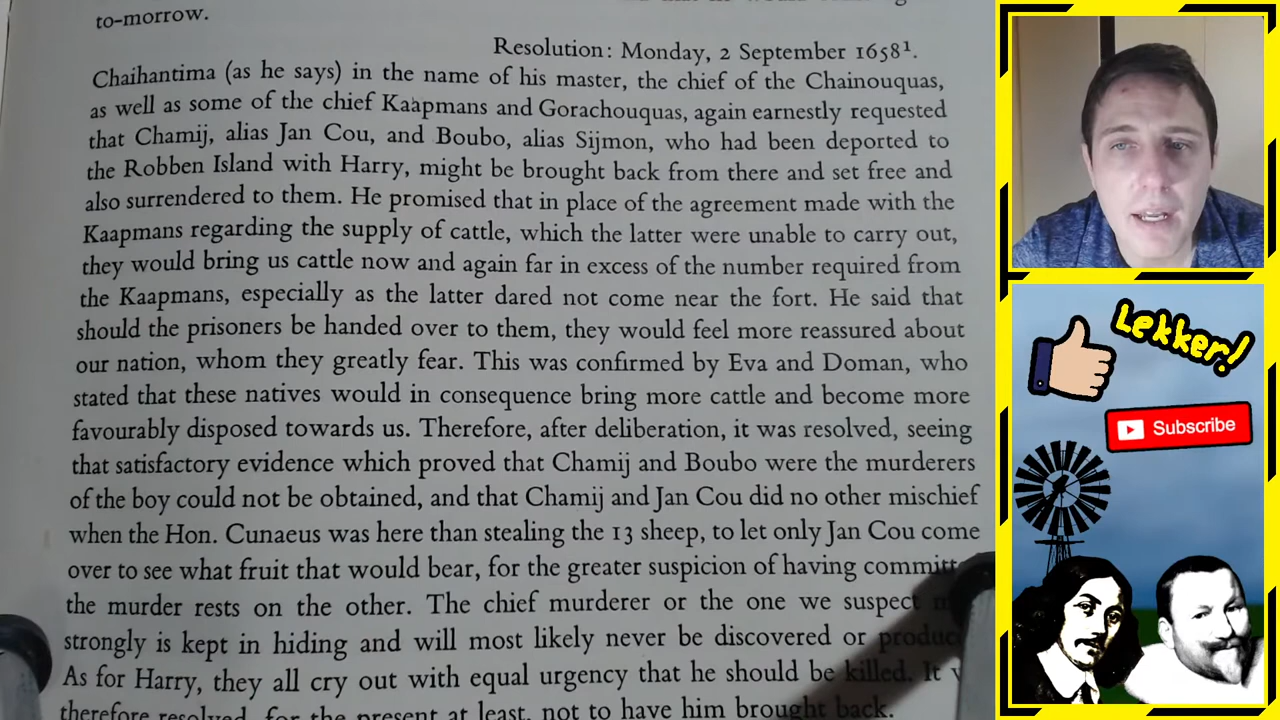 to-morrow.
Resolution: Monday, 2 September 1658¹.
Chaihantima (as he says) in the name of his master, the chief of the Chainouquas,
as well as some of the chief Kaapmans and Gorachouquas, again earnestly requested
that Chamij, alias Jan Cou, and Boubo, alias Sijmon, who had been deported to
the Robben Island with Harry, might be brought back from there and set free and
also surrendered to them. He promised that in place of the agreement made with the
Kaapmans regarding the supply of cattle, which the latter were unable to carry out,
they would bring us cattle now and again far in excess of the number required from
the Kaapmans, especially as the latter dared not come near the fort. He said that
should the prisoners be handed over to them, they would feel more reassured about
our nation, whom they greatly fear. This was confirmed by Eva and Doman, who
stated that these natives would in consequence bring more cattle and become more
favourably disposed towards us. Therefore, after deliberation, it was resolved, seeing
that satisfactory evidence which proved that Chamij and Boubo were the murderers
of the boy could not be obtained, and that Chamij and Jan Cou did no other mischief
when the Hon. Cunaeus was here than stealing the 13 sheep, to let only Jan Cou come
over to see what fruit that would bear, for the greater suspicion of having
the murder rests on the other. The chief murderer or the one we suspect
strongly is kept in hiding and will most likely never be discovered or
As for Harry, they all cry out with equal urgency that he should be killed. It
therefore resolved, for the present at least, not to have him brought back.
Lekker!
Subscribe